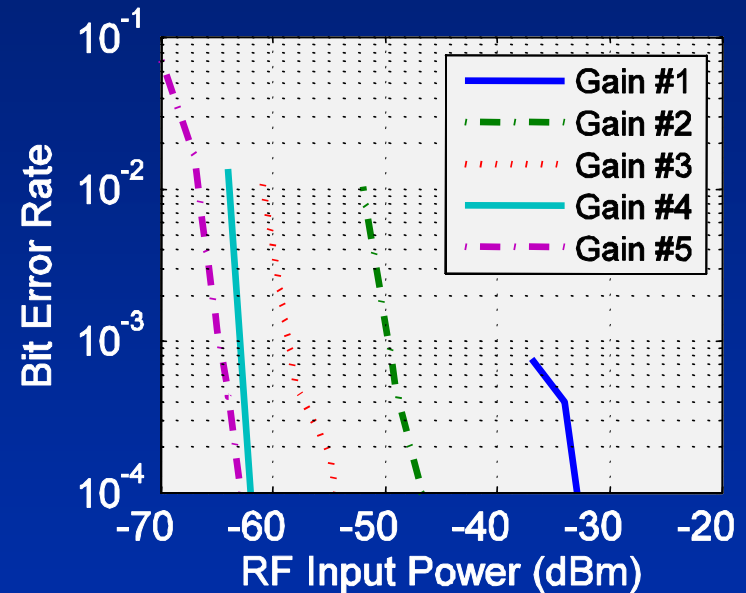 10-1
10-2
10-3
10-4
Bit Error Rate
Gain #1
Gain #2
Gain #3
Gain #4
Gain #5
-70 -60 -50 -40 -30 -20
RF Input Power (dBm)